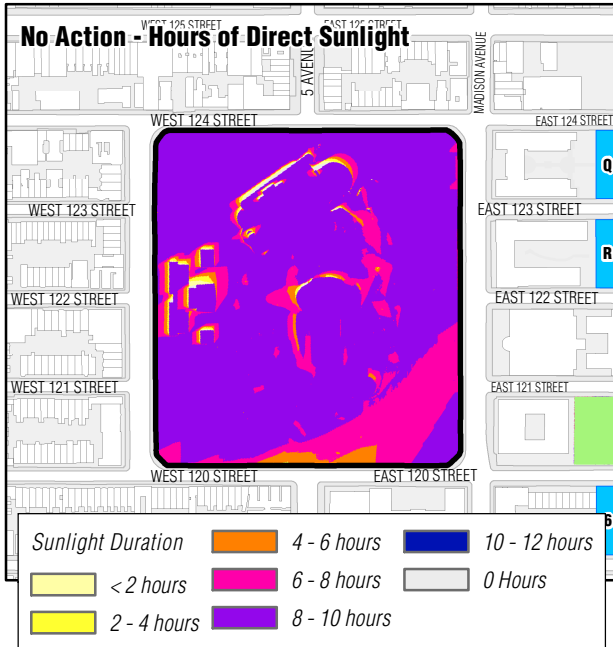 WEST 125 STREET
EAST 125 STREET
No Action - Hours of Direct Sunlight
5 AVENUE
MADISON AVENUE
WEST 124 STREET
EAST 124 STREET
Q
WEST 123 STREET
EAST 123 STREET
R
WEST 122 STREET
EAST 122 STREET
WEST 121 STREET
EAST 121 STREET
WEST 120 STREET
EAST 120 STREET
6
Sunlight Duration
< 2 hours
2 - 4 hours
4 - 6 hours
6 - 8 hours
8 - 10 hours
10 - 12 hours
0 Hours